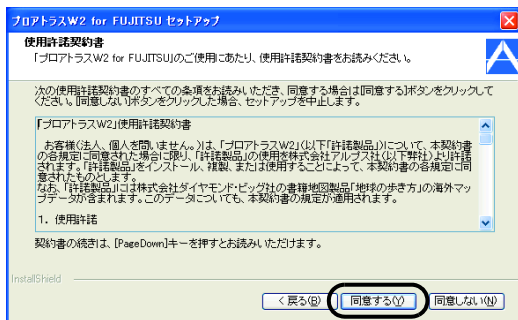 プロアトラスW2 for FUJITSU セットアップ
使用許諾契約書
「プロアトラスW2 for FUJITSU」のご使用にあたり、使用許諾契約書をお読みください。
次の使用許諾契約書のすべての条項をお読みいただき、同意する場合は[同意する]ボタンをクリックして
ください。[同意しない]ボタンをクリックした場合、セットアップを中止します。
「プロアトラスW2」使用許諾契約書
お客様(法人、個人を問いません。)は、「プロアトラスW2」(以下「許諾製品」)について、本契約書
の各規定に同意された場合に限り、「許諾製品」の使用を株式会社アルプス社(以下弊社)より許諾
されます。「許諾製品」をインストール、複製、または使用することによって、本契約書の各規定に同
意されたものとします。
なお、「許諾製品」には株式会社ダイヤモンド・ビッグ社の書籍地図製品「地球の歩き方」の海外マッ
プデータが含まれます。このデータについても、本契約書の規定が適用されます。
1. 使用許諾
契約書の続きは、[PageDown]キーを押すとお読みいただけます。
InstallShield
< 戻る(B)
同意する(Y)
同意しない(N)